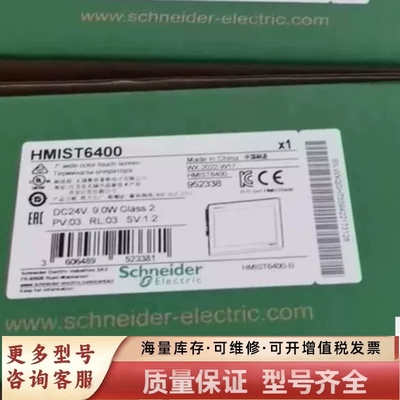 www.schneider-electric.
HMIST6400
x1
7" wide color touch screen
Терминалы оператора
Made in China 中国制造
WX-2022-W17
HMIST6400
952338
EAC
DC24V 9.0W Class 2
PV:03 RL:03 SV:1.2
3 606489 523381
Schneider
Electric
HMIST6400-B
Schneider Electric Industries SAS
www.schneider-electric.com
更多型号
咨询客服
海量库存·可维修·可开增值税发票
质量保证 型号齐全